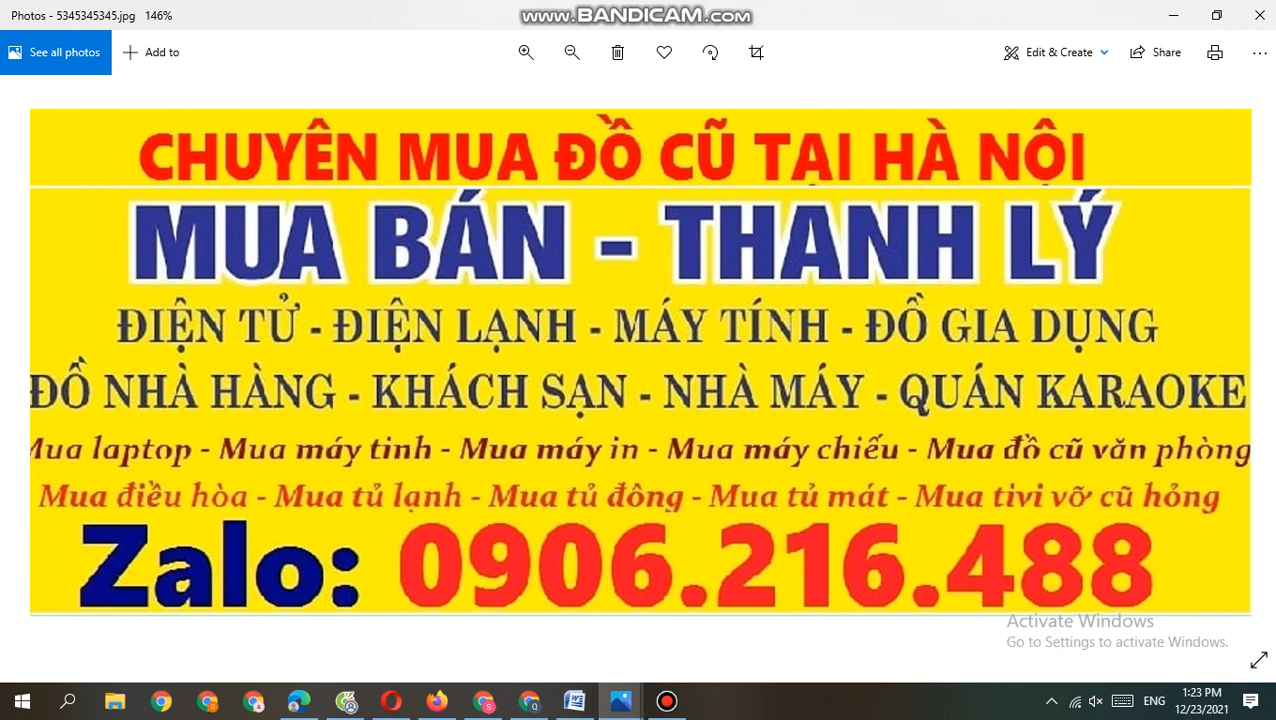 Photos - 5345345345.jpg 146%
www.BANDICAM.com
See all photos
Add to
Edit & Create
Share
CHUYÊN MUA ĐỒ CŨ TẠI HÀ NỘI
MUA BÁN - THANH LÝ
ĐIỆN TỬ - ĐIỆN LẠNH - MÁY TÍNH - ĐỒ GIA DỤNG
ĐỒ NHÀ HÀNG - KHÁCH SẠN - NHÀ MÁY - QUÁN KARAOKE
Mua laptop - Mua máy tinh - Mua máy in - Mua máy chiếu - Mua đồ cũ văn phòng
Mua điều hòa - Mua tủ lạnh - Mua tủ đông - Mua tủ mát - Mua tivi vỡ cũ hỏng
Zalo: 0906.216.488
Activate Windows
Go to Settings to activate Windows.
ENG
1:23 PM
12/23/2021